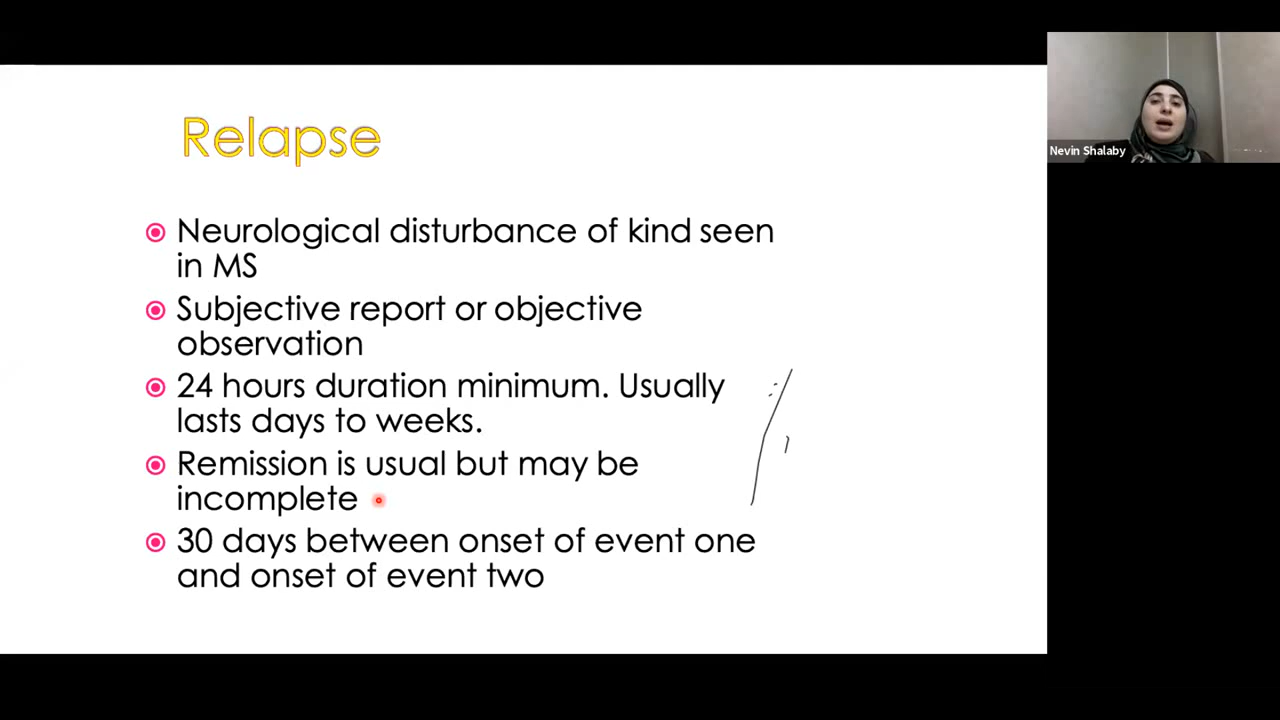 Relapse
Neurological disturbance of kind seen
in MS
Subjective report or objective
observation
24 hours duration minimum. Usually
lasts days to weeks.
Remission is usual but may be
incomplete
30 days between onset of event one
and onset of event two
Nevin Shalaby